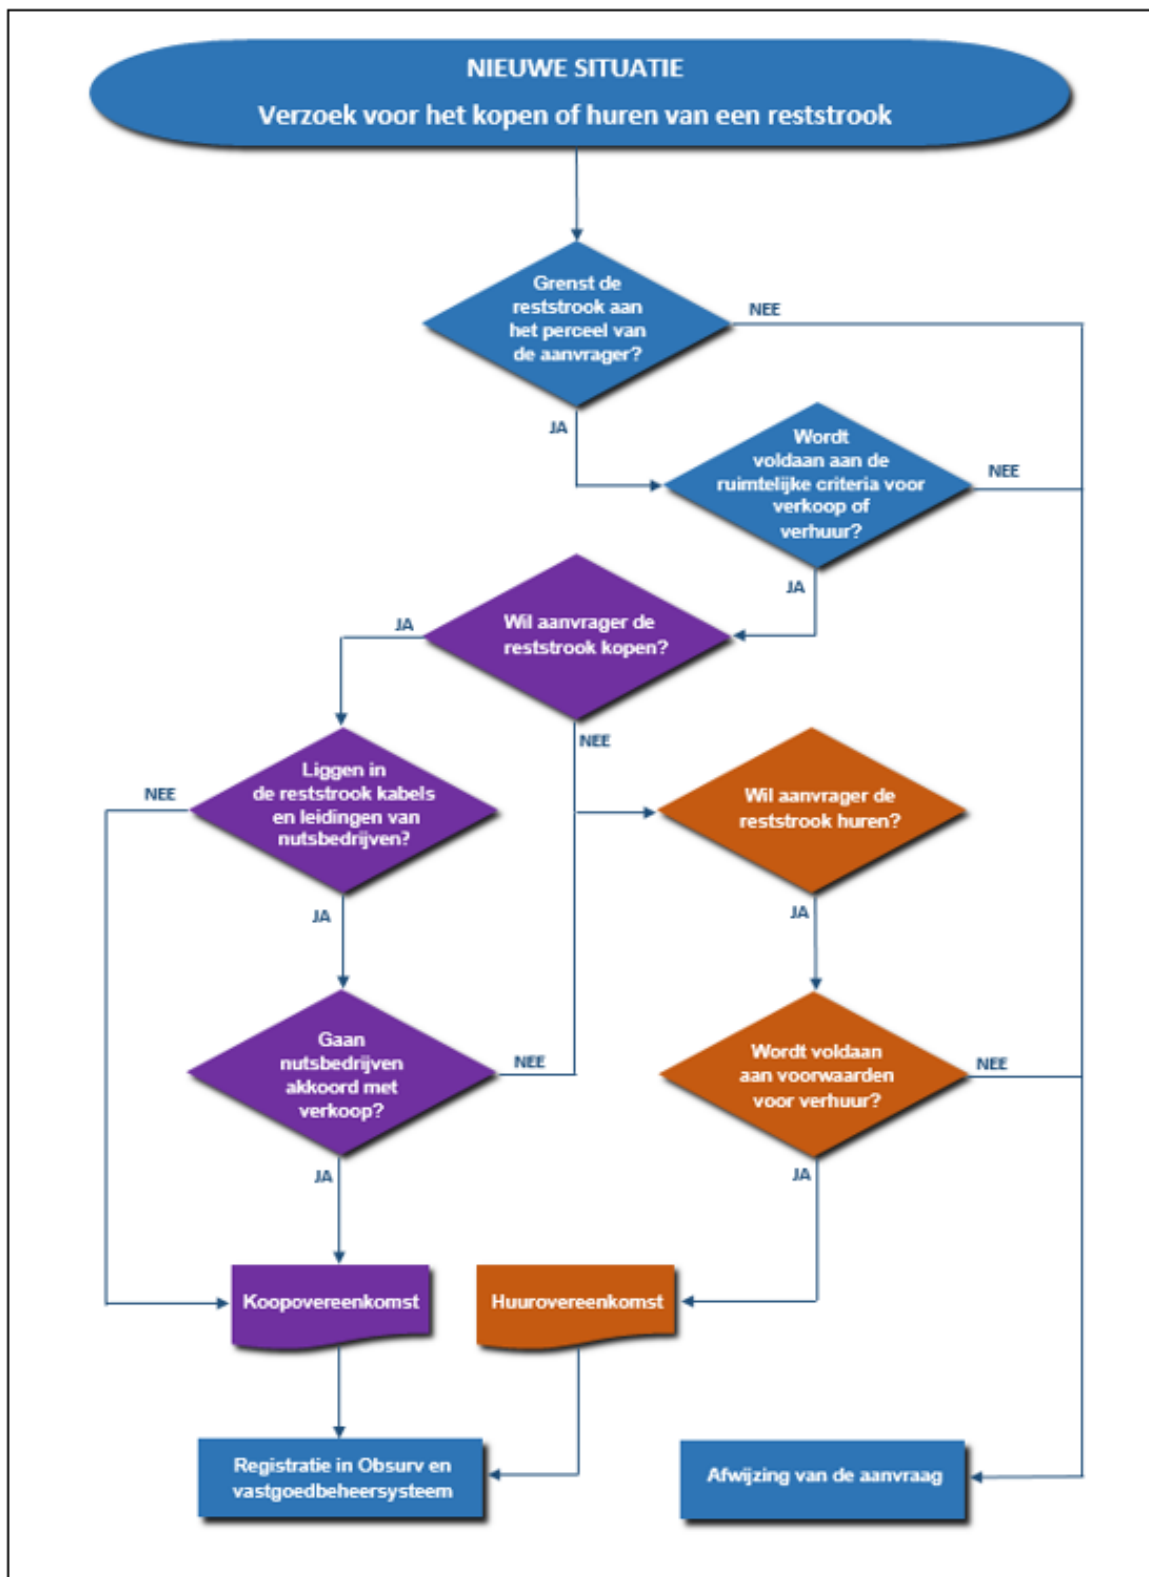 NIEUWE SITUATIE
Verzoek voor het kopen of huren van een reststrook
Grenst de
reststrook aan
het perceel van
de aanvrager?
NEE
JA
Wordt
voldaan aan de
ruimtelijke criteria voor
verkoop of
verhuur?
NEE
JA
Wil aanvrager de
reststrook kopen?
JA
NEE
Liggen in
de reststrook kabels
en leidingen van
nutsbedrijven?
NEE
JA
Wil aanvrager de
reststrook huren?
JA
Gaan
nutsbedrijven
akkoord met
verkoop?
NEE
JA
Wordt voldaan
aan voorwaarden
voor verhuur?
NEE
JA
Koopovereenkomst
Huurovereenkomst
Registratie in Obsurv en
vastgoedbeheersysteem
Afwijzing van de aanvraag